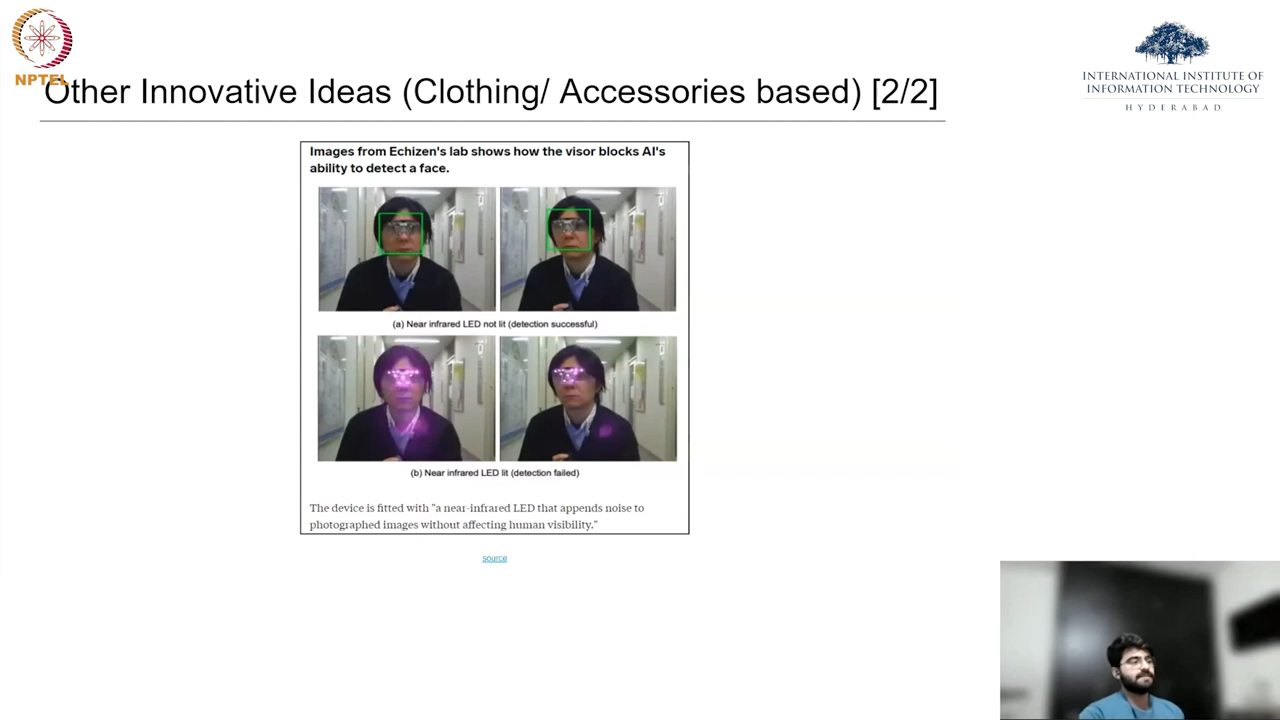 NPTEL
Other Innovative Ideas (Clothing/ Accessories based) [2/2]
INTERNATIONAL INSTITUTE OF
INFORMATION TECHNOLOGY
HYDERABAD
Images from Echizen's lab shows how the visor blocks AI's
ability to detect a face.
(a) Near infrared LED not lit (detection successful)
(b) Near infrared LED lit (detection failed)
The device is fitted with "a near-infrared LED that appends noise to
photographed images without affecting human visibility."
source